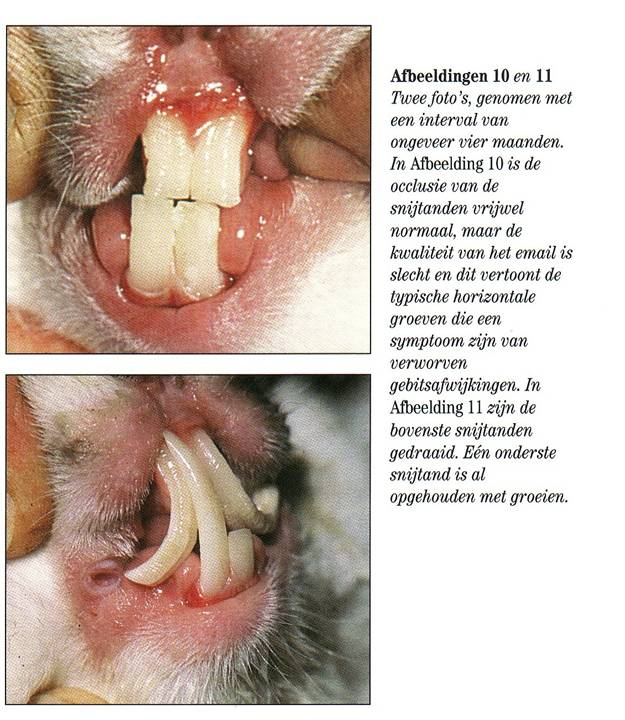 Afbeeldingen 10 en 11
Twee foto's, genomen met
een interval van
ongeveer vier maanden.
In Afbeelding 10 is de
occlusie van de
snijtanden vrijwel
normaal, maar de
kwaliteit van het email is
slecht en dit vertoont de
typische horizontale
groeven die een
symptoom zijn van
verworven
gebitsafwijkingen. In
Afbeelding 11 zijn de
bovenste snijtanden
gedraaid. Eén onderste
snijtand is al
opgehouden met groeien.